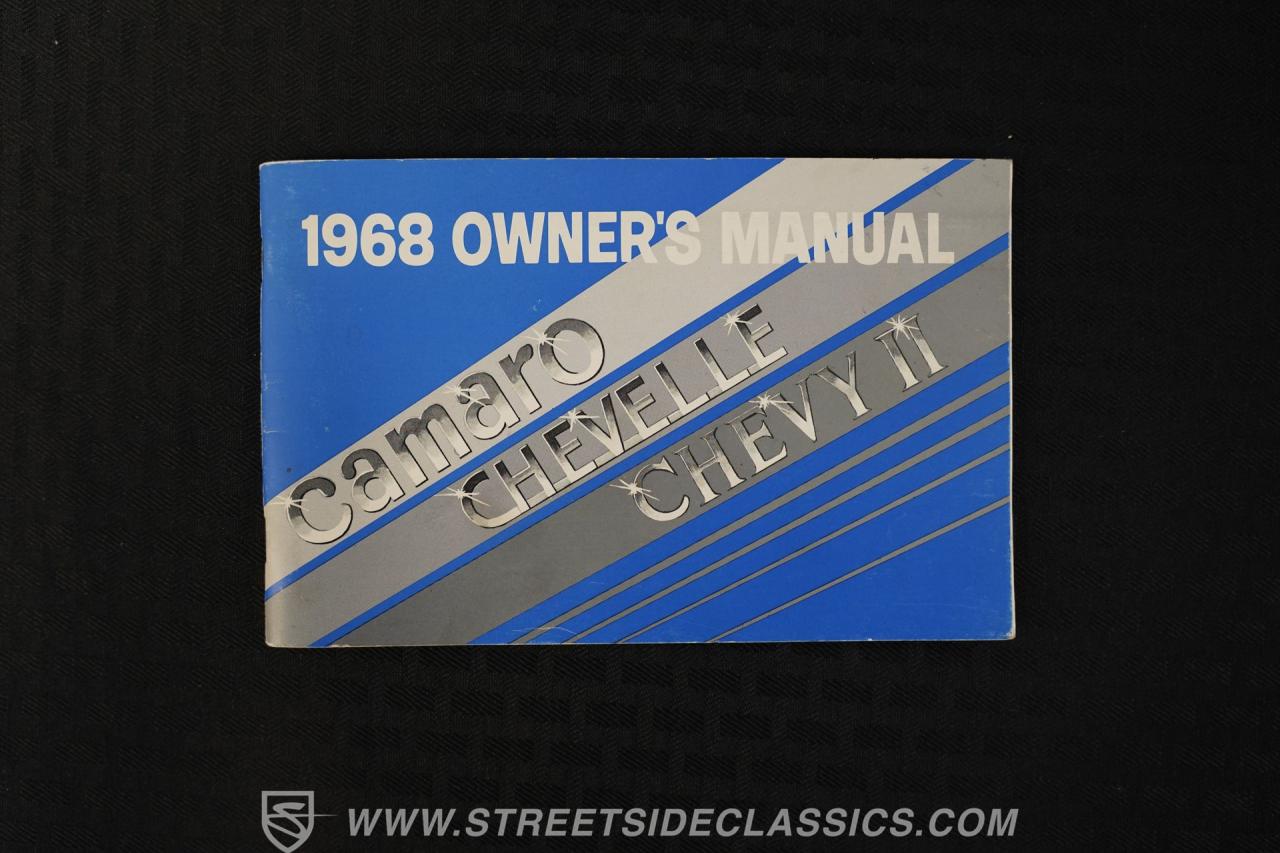 1968 OWNER'S MANUAL
camaro
CHEVELLE
CHEVY II
WWW.STREETSIDECLASSICS.COM